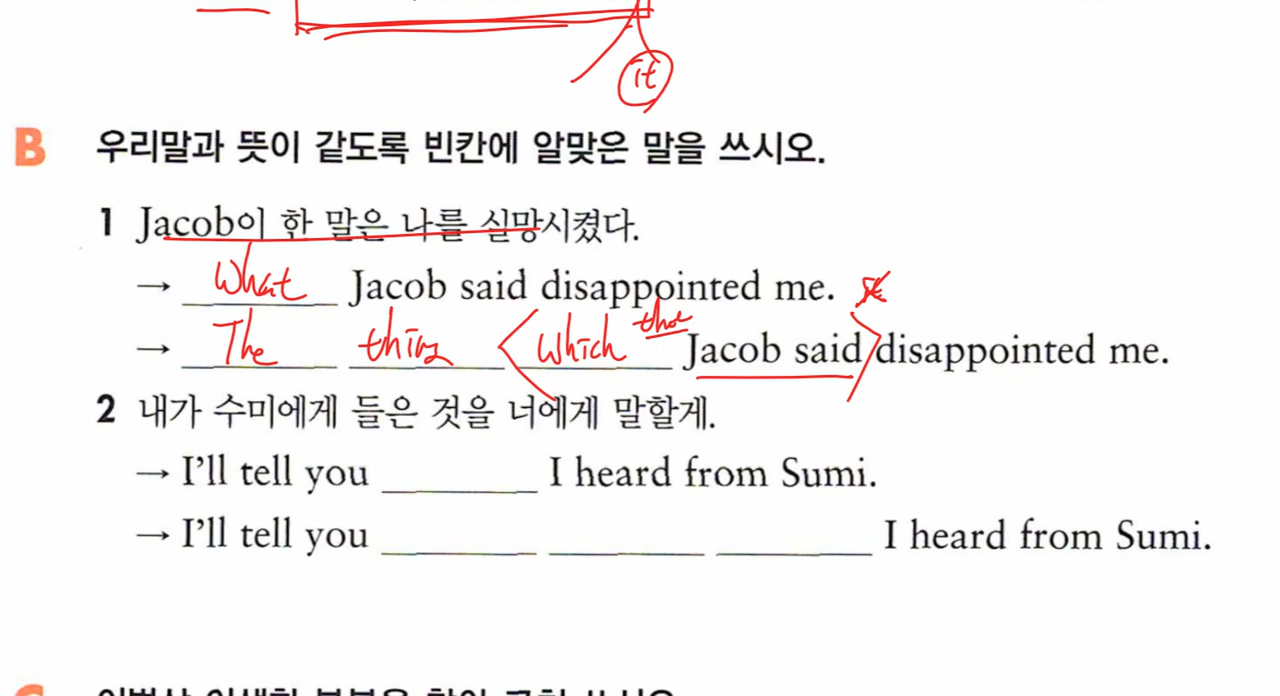 it
B 우리말과 뜻이 같도록 빈칸에 알맞은 말을 쓰시오.
1 Jacob이 한 말은 나를 실망시켰다.
→ What Jacob said disappointed me.
that
→ The thing which Jacob said disappointed me.
2 내가 수미에게 들은 것을 너에게 말할게.
→ I'll tell you ______ I heard from Sumi.
→ I'll tell you ______ ______ ______ I heard from Sumi.